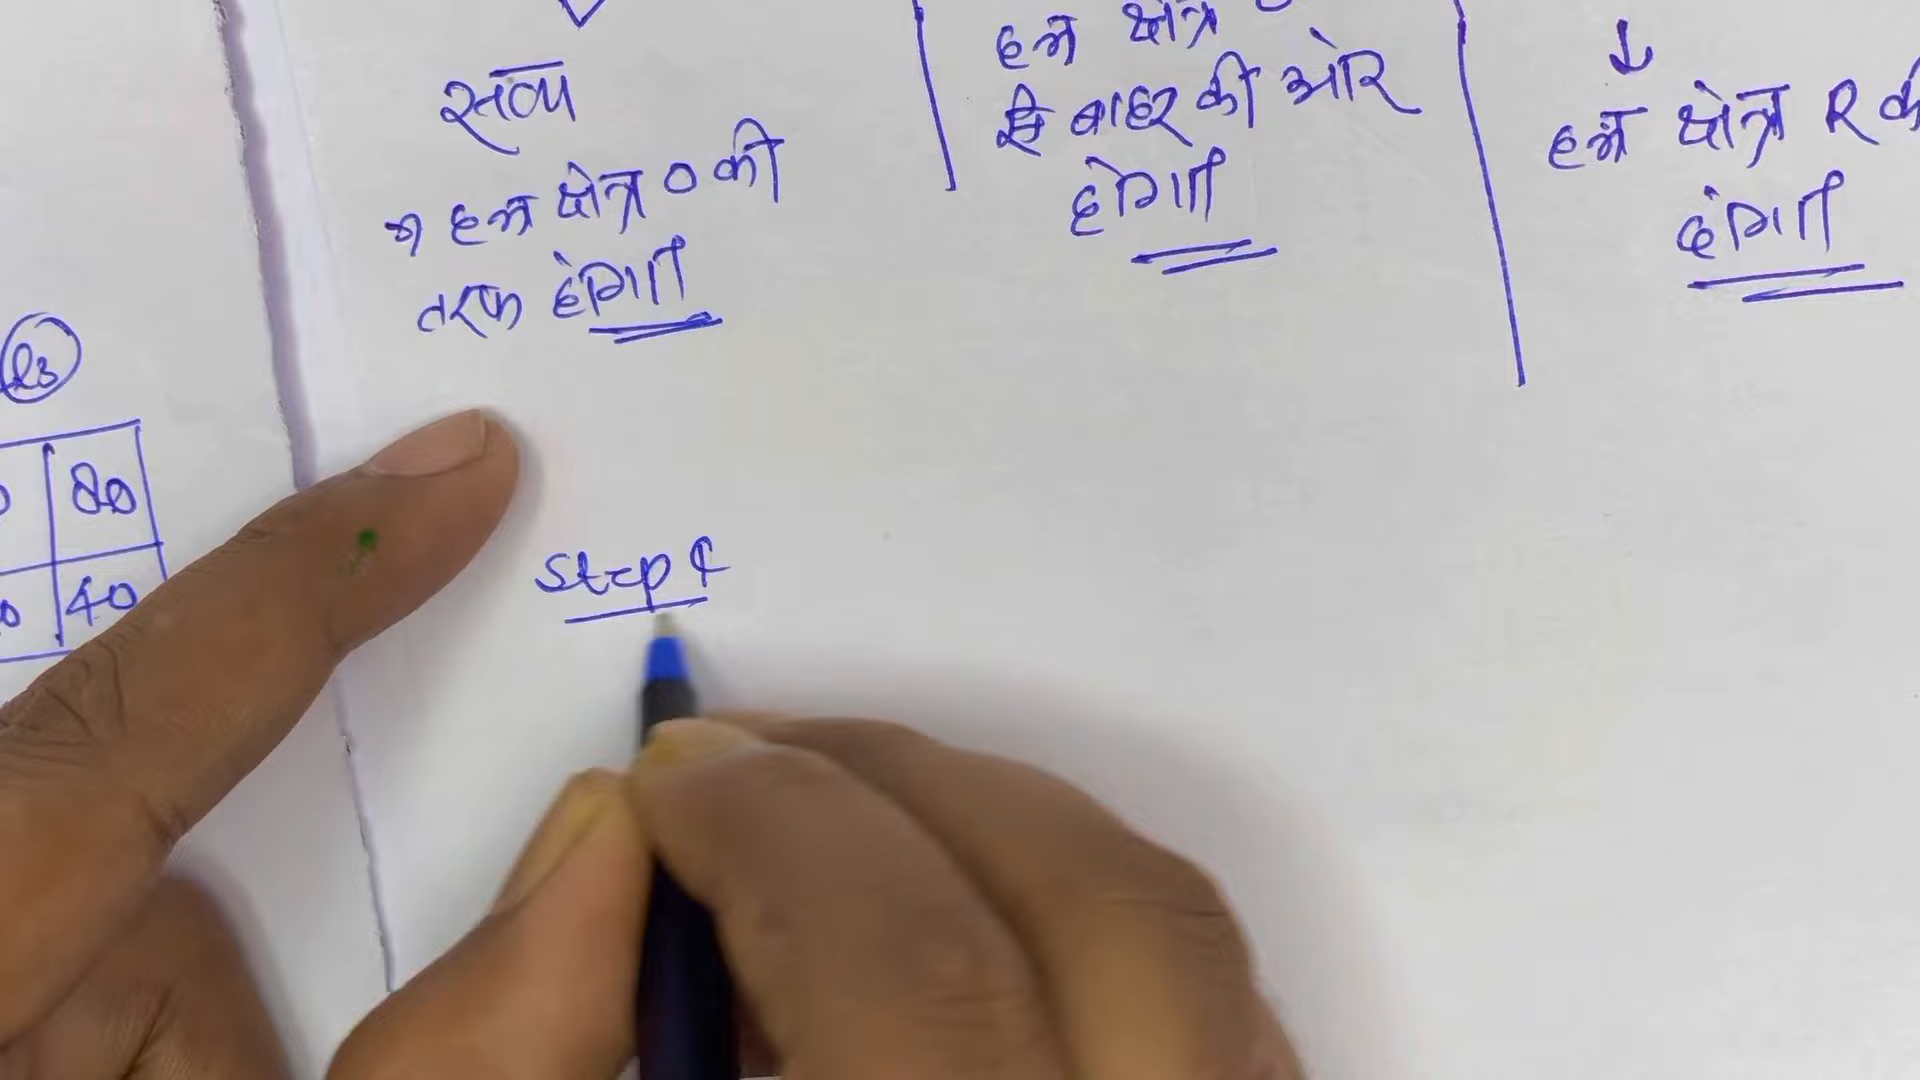 सत्य
हल क्षेत्र O की
तरफ होगी
हल क्षेत्र
से बाहर की ओर
होगी
हल क्षेत्र R
होगी
80
40
Step 4